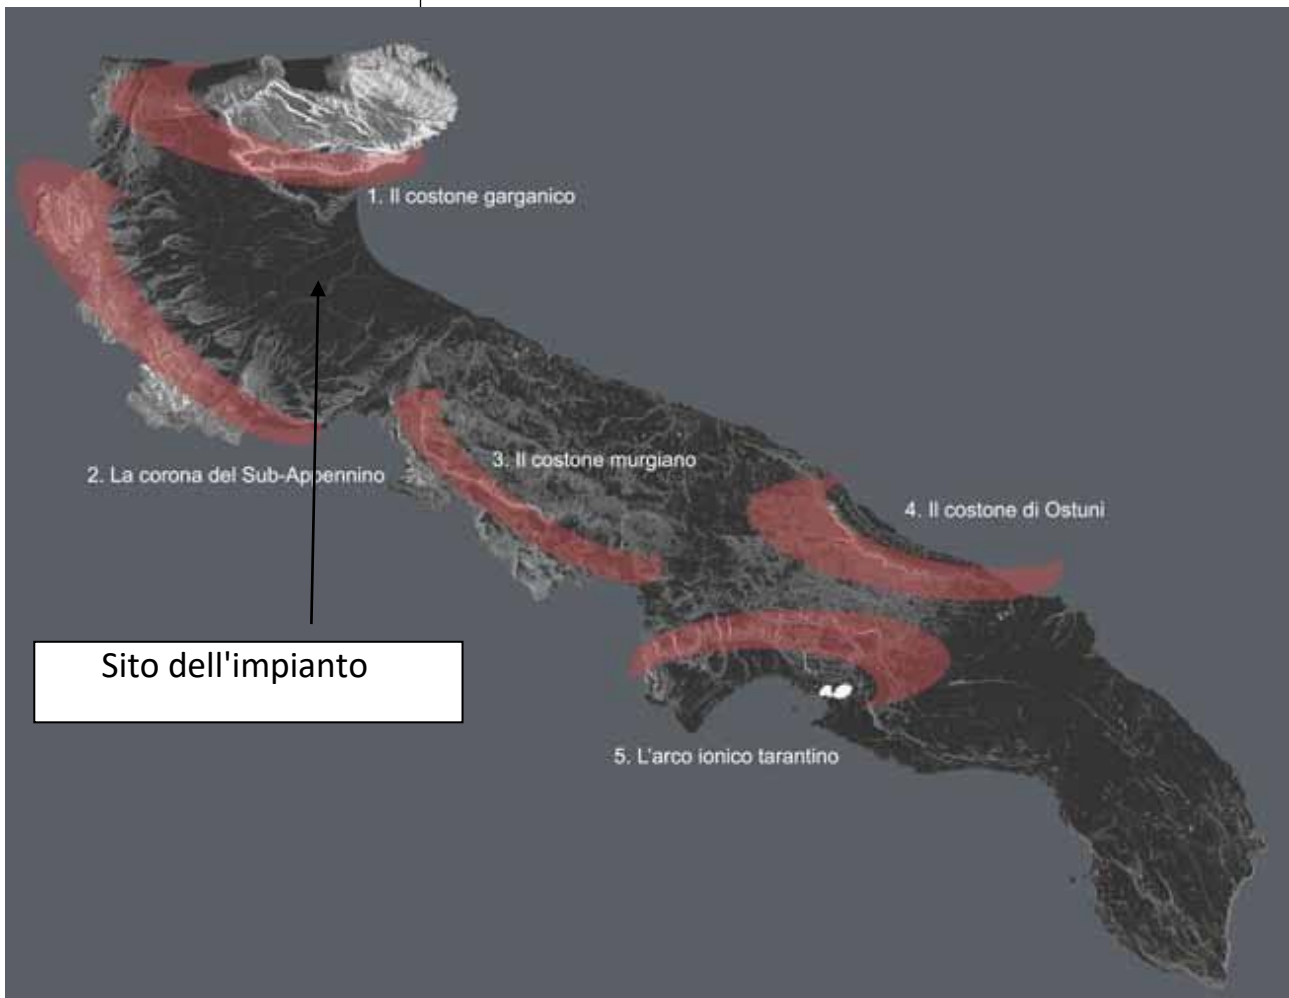 1. Il costone garganico
2. La corona del Sub-Appennino
3. Il costone murgiano
4. Il costone di Ostuni
Sito dell'impianto
5. L'arco ionico tarantino